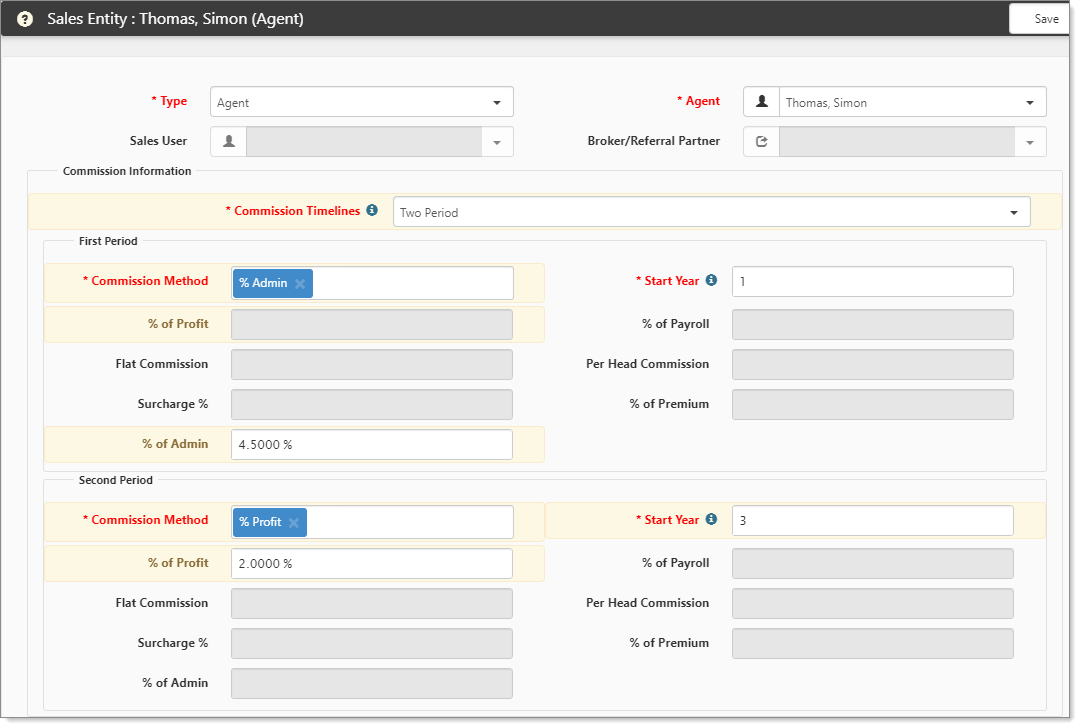 Sales Entity : Thomas, Simon (Agent) Save
* Type Agent * Agent Thomas, Simon
Sales User Broker/Referral Partner
Commission Information
* Commission Timelines Two Period
First Period
* Commission Method % Admin × * Start Year 1
% of Profit % of Payroll
Flat Commission Per Head Commission
Surcharge % % of Premium
% of Admin 4.5000 %
Second Period
* Commission Method % Profit × * Start Year 3
% of Profit 2.0000 % % of Payroll
Flat Commission Per Head Commission
Surcharge % % of Premium
% of Admin